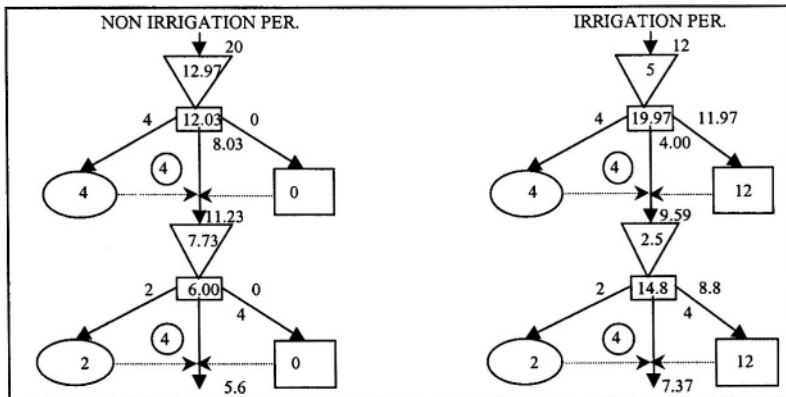 NON IRRIGATION PER. IRRIGATION PER.
20 12
12.97 5
4 12.03 0 4 19.97 11.97
8.03 4.00
4 4
4 0 4 12
11.23 9.59
7.73 2.5
2 6.00 0 2 14.8 8.8
4 4
4 4
2 0 2 12
5.6 7.37